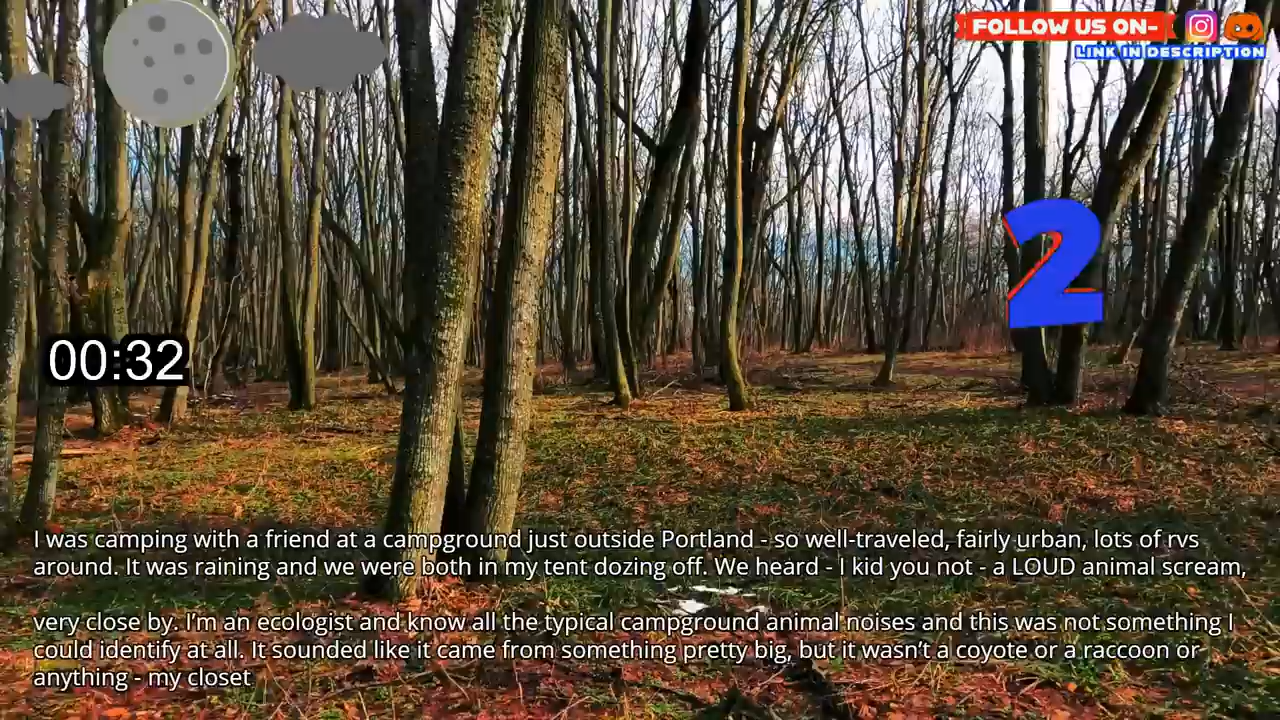 FOLLOW US ON-
LINK IN DESCRIPTION
2
00:32
I was camping with a friend at a campground just outside Portland - so well-traveled, fairly urban, lots of rvs
around. It was raining and we were both in my tent dozing off. We heard - I kid you not - a LOUD animal scream,
very close by. I’m an ecologist and know all the typical campground animal noises and this was not something I
could identify at all. It sounded like it came from something pretty big, but it wasn’t a coyote or a raccoon or
anything - my closet